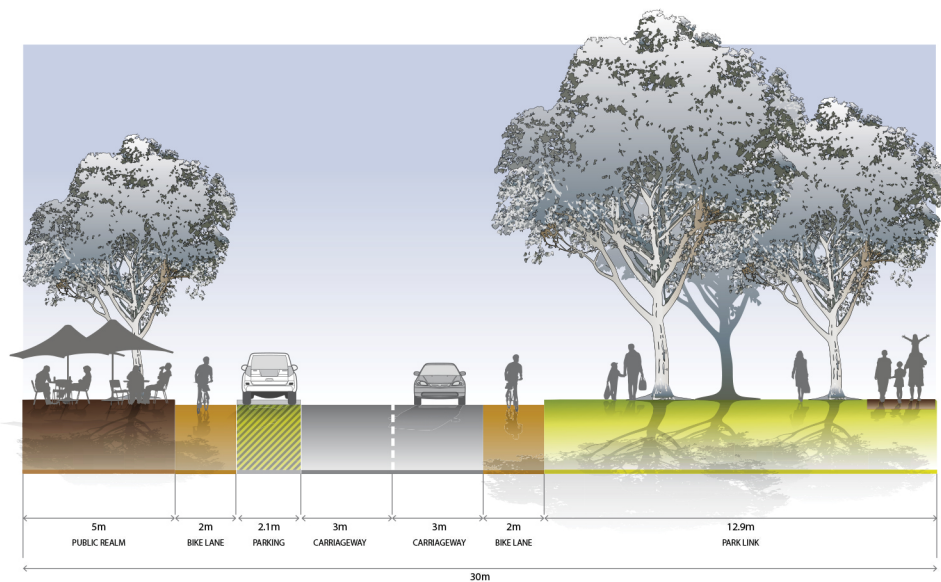 5m
PUBLIC REALM
2m
BIKE LANE
2.1m
PARKING
3m
CARRIAGEWAY
3m
CARRIAGEWAY
2m
BIKE LANE
12.9m
PARK LINK
30m